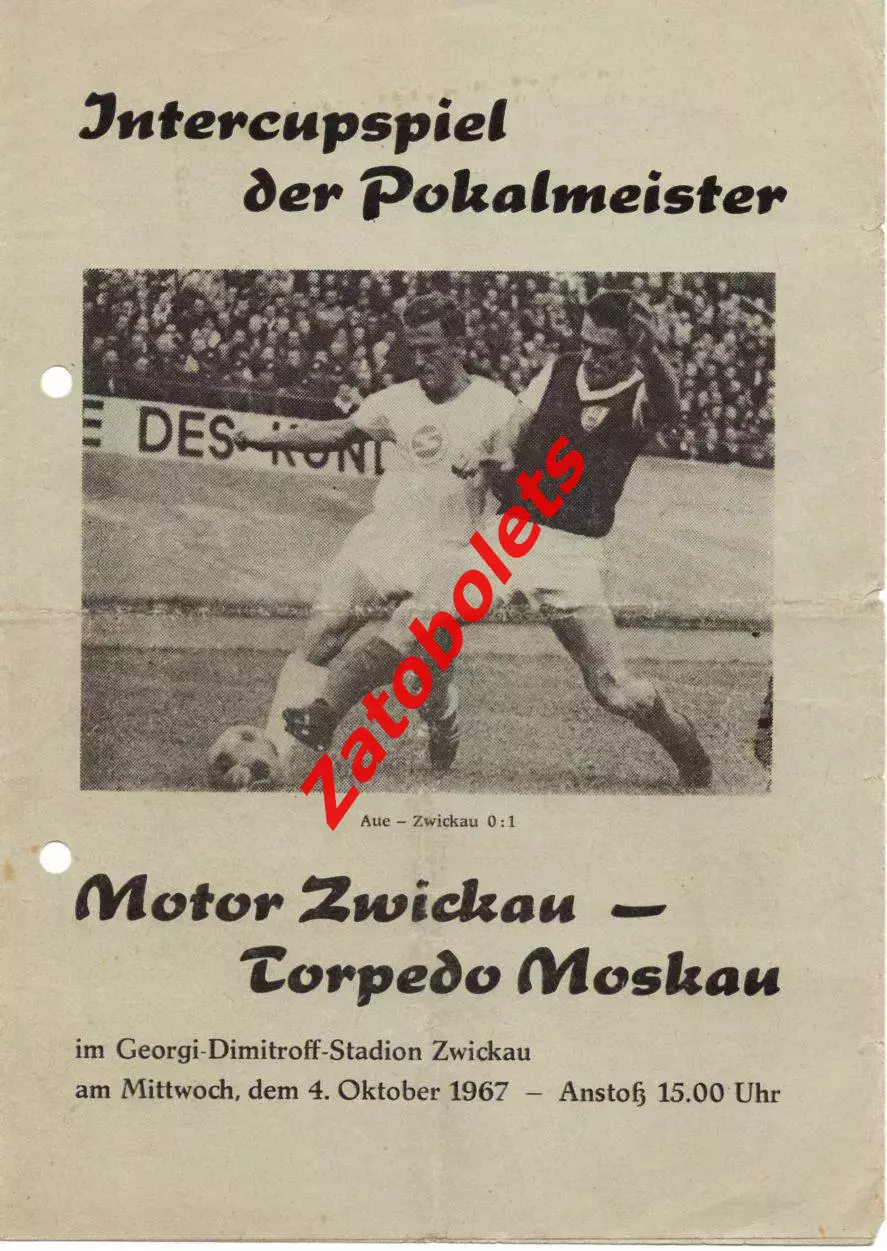 Intercupspiel
der Pokalmeister
DES
Zatobolets
Aue – Zwickau 0:1
Motor Zwickau –
Torpedo Moskau
im Georgi-Dimitroff-Stadion Zwickau
am Mittwoch, dem 4. Oktober 1967 – Anstoß 15.00 Uhr